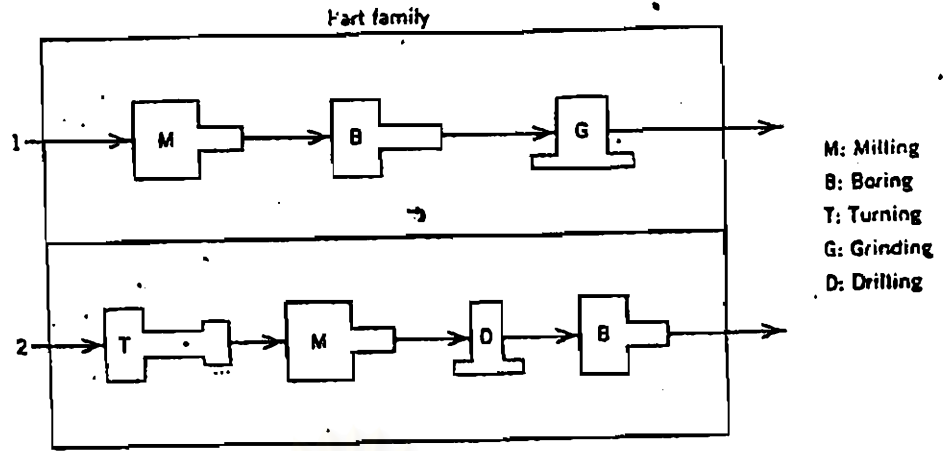 Part family
1 M B G
M: Milling
B: Boring
T: Turning
G: Grinding
D: Drilling
2 T M D B